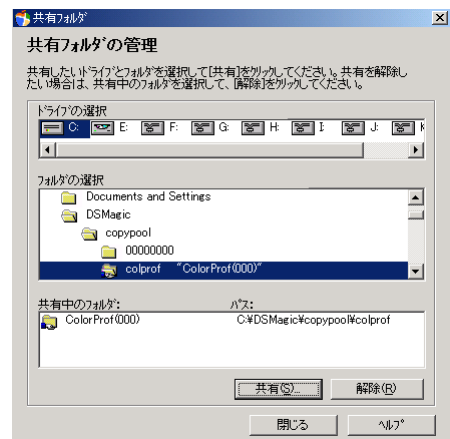 共有フォルダ
共有フォルダの管理
共有したいドライブとフォルダを選択して[共有]をクリックしてください。共有を解除し
たい場合は、共有中のフォルダを選択して、[解除]をクリックしてください。
ドライブの選択
C: E: F: G: H: I: J: K
フォルダの選択
Documents and Settings
DSMagic
copypool
00000000
colprof "ColorProf(000)"
共有中のフォルダ: パス:
ColorProf(000) C:¥DSMagic¥copypool¥colprof
共有(S)... 解除(R)
閉じる ヘルプ